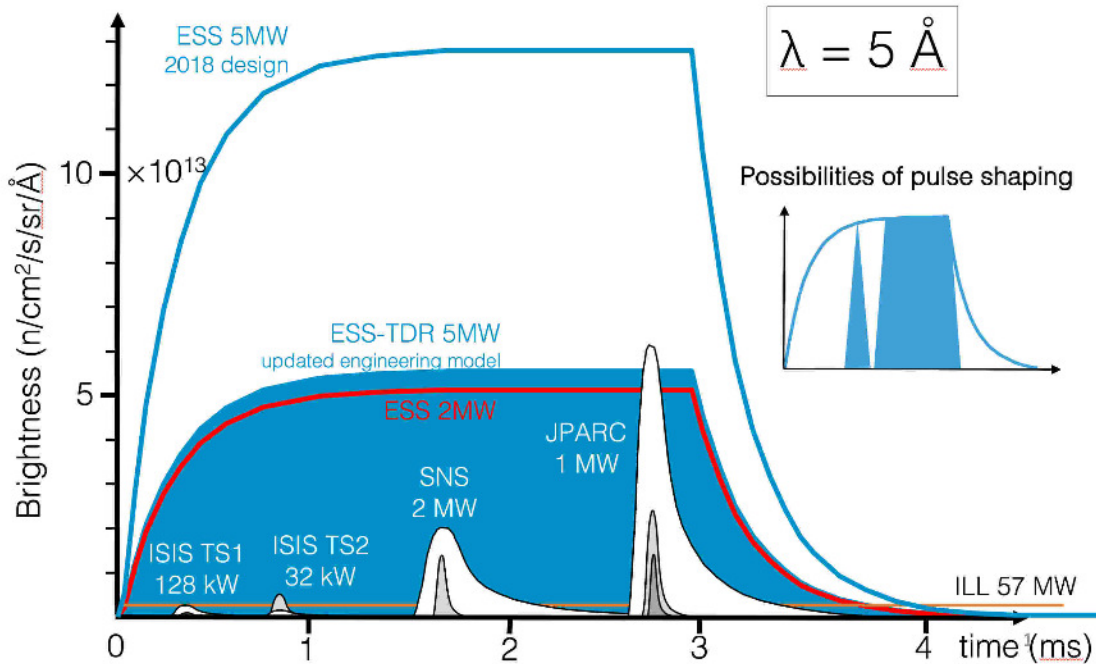 ESS 5MW
2018 design
λ = 5 Å
10
×10¹³
Possibilities of pulse shaping
Brightness (n/cm²/s/sr/Å)
ESS-TDR 5MW
updated engineering model
5
ESS 2MW
JPARC
1 MW
SNS
2 MW
ISIS TS1
128 kW
ISIS TS2
32 kW
ILL 57 MW
0
1
2
3
4
time (ms)